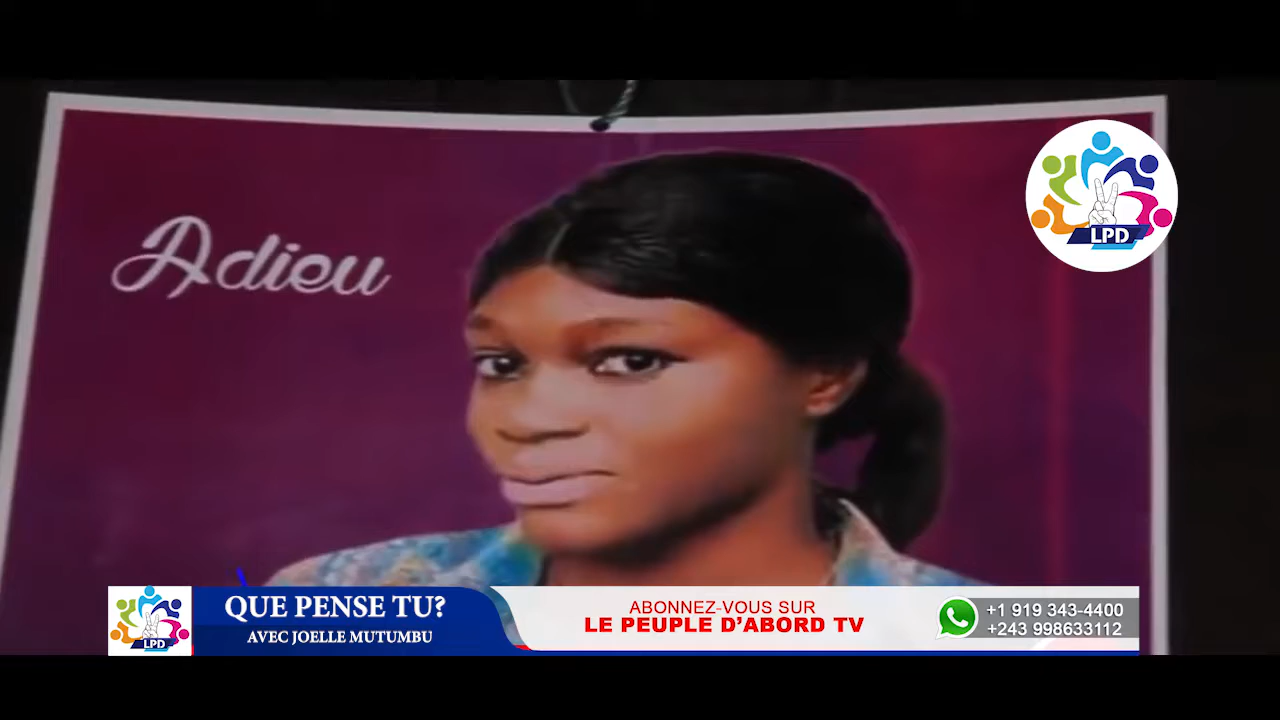 Adieu
LPD
LPD
QUE PENSE TU?
AVEC JOELLE MUTUMBU
ABONNEZ-VOUS SUR
LE PEUPLE D'ABORD TV
+1 919 343-4400
+243 998633112